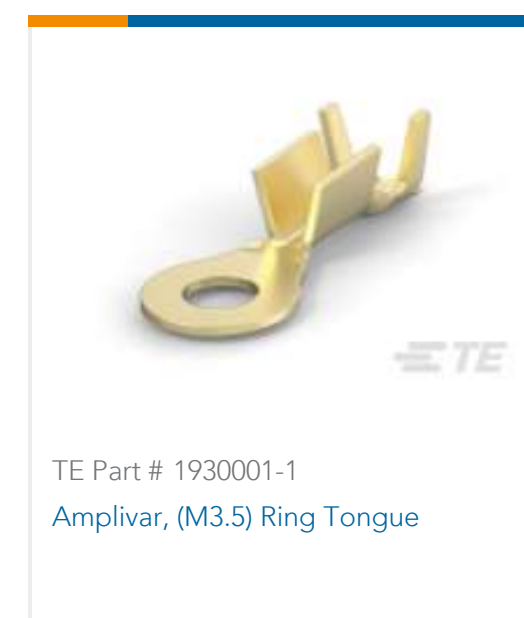 TE
TE Part # 1930001-1
Amplivar, (M3.5) Ring Tongue